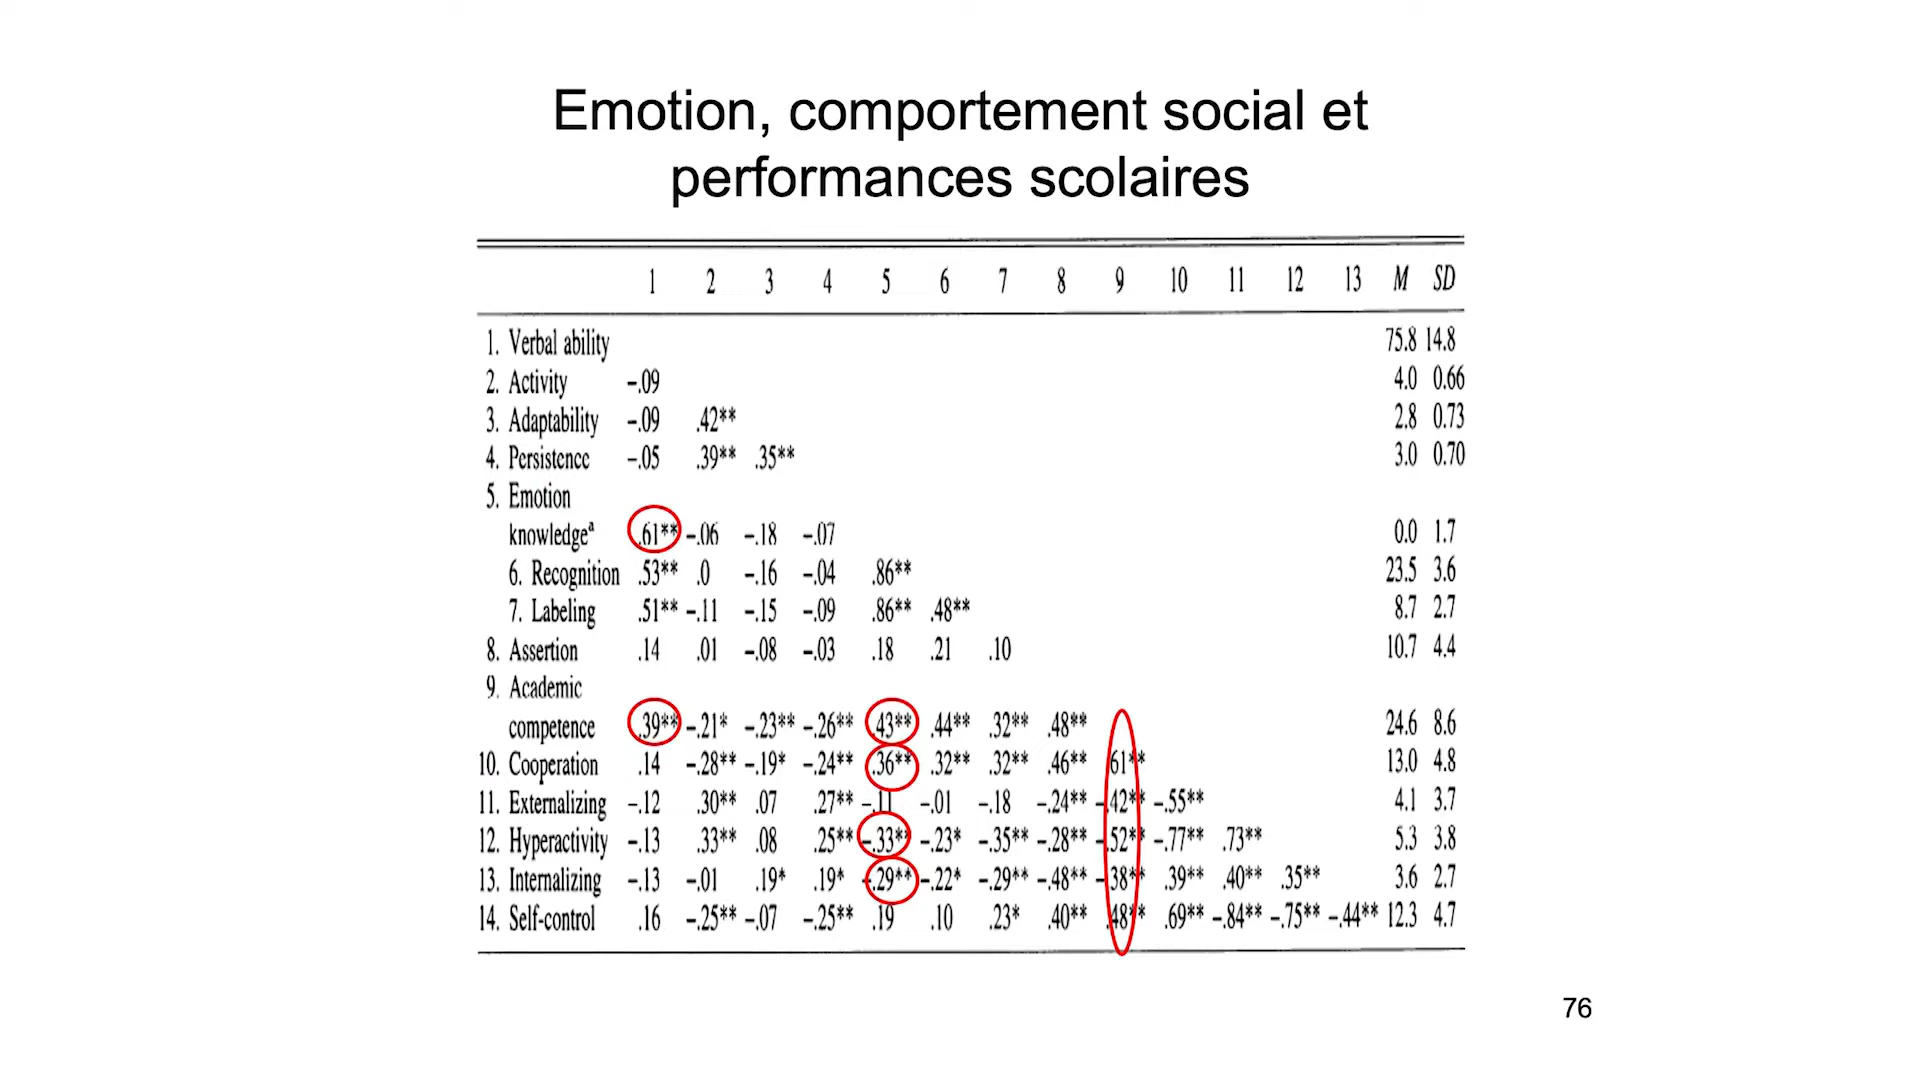 Emotion, comportement social et
performances scolaires
1 2 3 4 5 6 7 8 9 10 11 12 13 M SD
1. Verbal ability 75.8 14.8
2. Activity –.09 4.0 0.66
3. Adaptability –.09 .42** 2.8 0.73
4. Persistence –.05 .39** .35** 3.0 0.70
5. Emotion
knowledgeª .61** –.06 –.18 –.07 0.0 1.7
6. Recognition .53** .0 –.16 –.04 .86** 23.5 3.6
7. Labeling .51** –.11 –.15 –.09 .86** .48** 8.7 2.7
8. Assertion .14 .01 –.08 –.03 .18 .21 .10 10.7 4.4
9. Academic
competence .39** –.21* –.23** –.26** .43** .44** .32** .48** 24.6 8.6
10. Cooperation .14 –.28** –.19* –.24** .36** .32** .32** .46** .61** 13.0 4.8
11. Externalizing –.12 .30** .07 .27** –.11 –.01 –.18 –.24** –.42** –.55** 4.1 3.7
12. Hyperactivity –.13 .33** .08 .25** –.33** –.23* –.35** –.28** –.52** –.77** .73** 5.3 3.8
13. Internalizing –.13 –.01 .19* .19* –.29** –.22* –.29** –.48** –.38** .39** .40** .35** 3.6 2.7
14. Self-control .16 –.25** –.07 –.25** .19 .10 .23* .40** .48** .69** –.84** –.75** –.44** 12.3 4.7
76